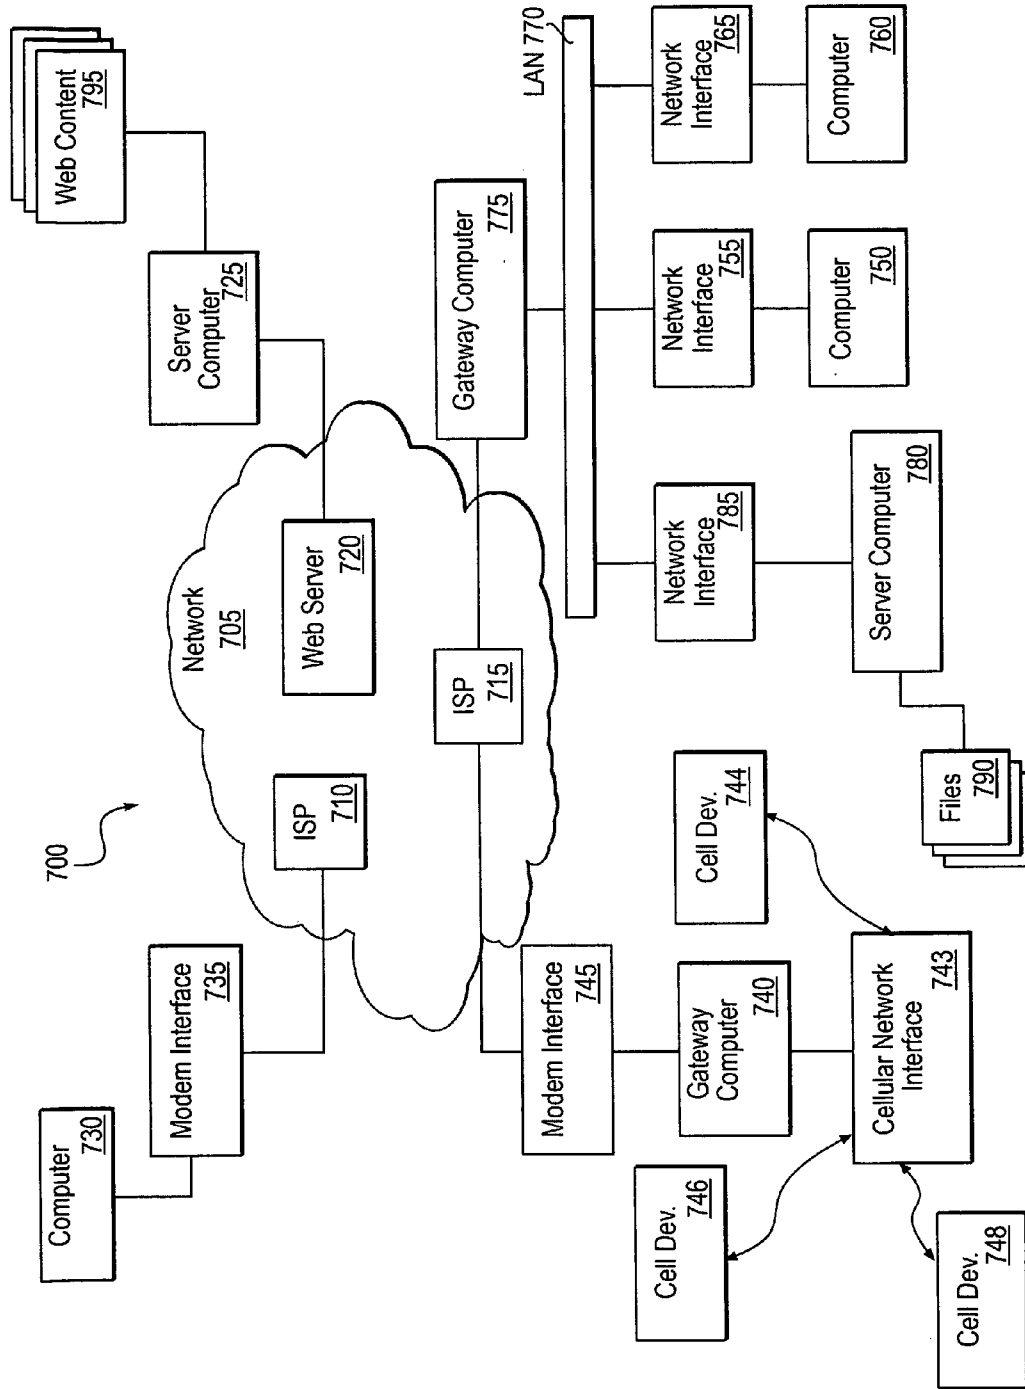 Web Content
795
Server
Computer
725
Network
705
Web Server
720
ISP
710
ISP
715
700
Computer
730
Modem Interface
735
Modem Interface
745
Gateway
Computer
740
Cellular Network
Interface
743
Cell Dev.
744
Cell Dev.
746
Cell Dev.
748
Gateway Computer
775
LAN 770
Network
Interface
765
Computer
760
Network
Interface
755
Computer
750
Network
Interface
785
Server Computer
780
Files
790